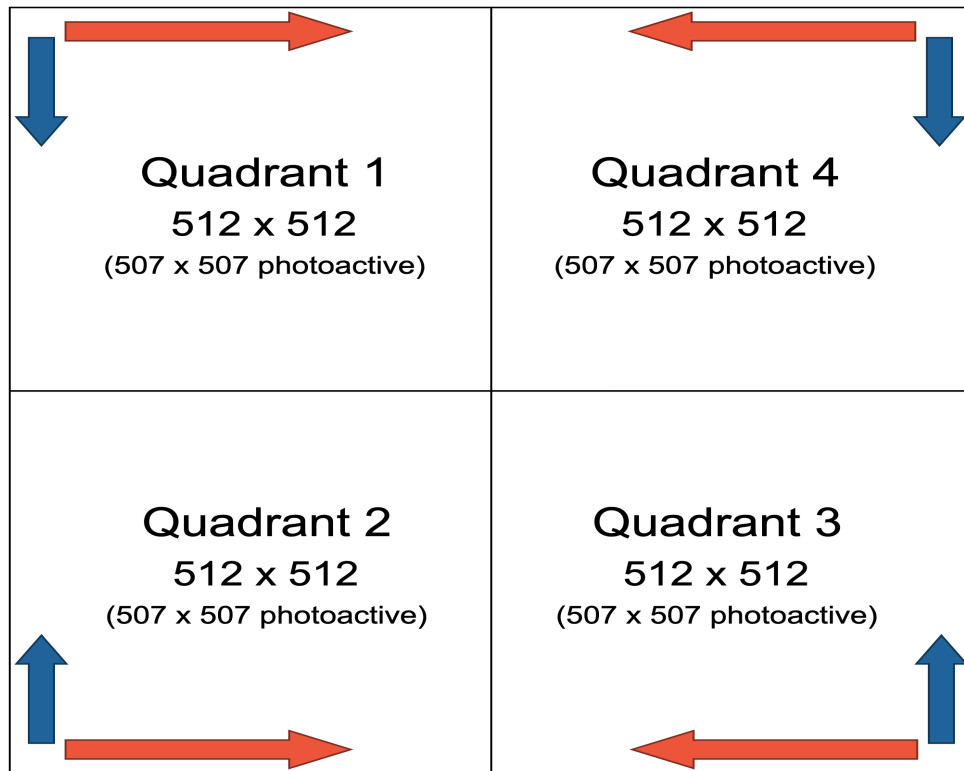 Quadrant 1
512 x 512
(507 x 507 photoactive)
Quadrant 4
512 x 512
(507 x 507 photoactive)
Quadrant 2
512 x 512
(507 x 507 photoactive)
Quadrant 3
512 x 512
(507 x 507 photoactive)